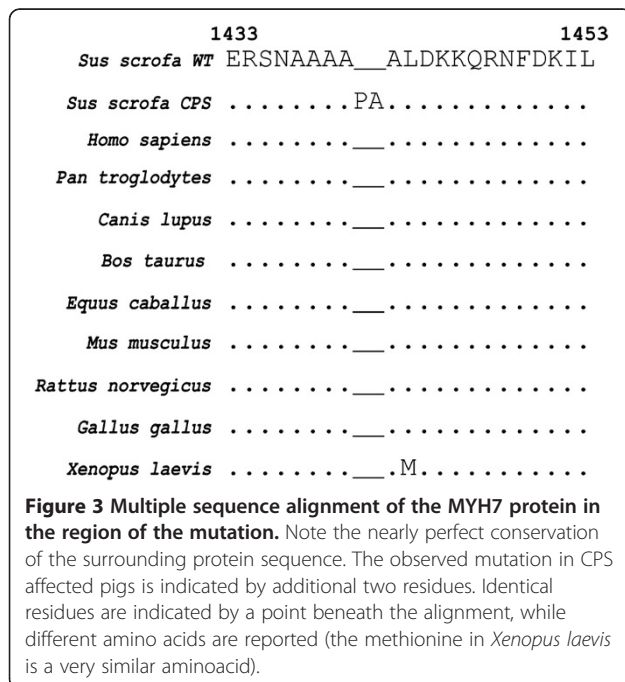 1433 1453
Sus scrofa WT ERSNAAAA__ALDKKQRNFDKIL
Sus scrofa CPS ........PA.............
Homo sapiens ........__.............
Pan troglodytes ........__.............
Canis lupus ........__.............
Bos taurus ........__.............
Equus caballus ........__.............
Mus musculus ........__.............
Rattus norvegicus ........__.............
Gallus gallus ........__.............
Xenopus laevis ........__.M...........
Figure 3 Multiple sequence alignment of the MYH7 protein in
the region of the mutation. Note the nearly perfect conservation
of the surrounding protein sequence. The observed mutation in CPS
affected pigs is indicated by additional two residues. Identical
residues are indicated by a point beneath the alignment, while
different amino acids are reported (the methionine in Xenopus laevis
is a very similar aminoacid).